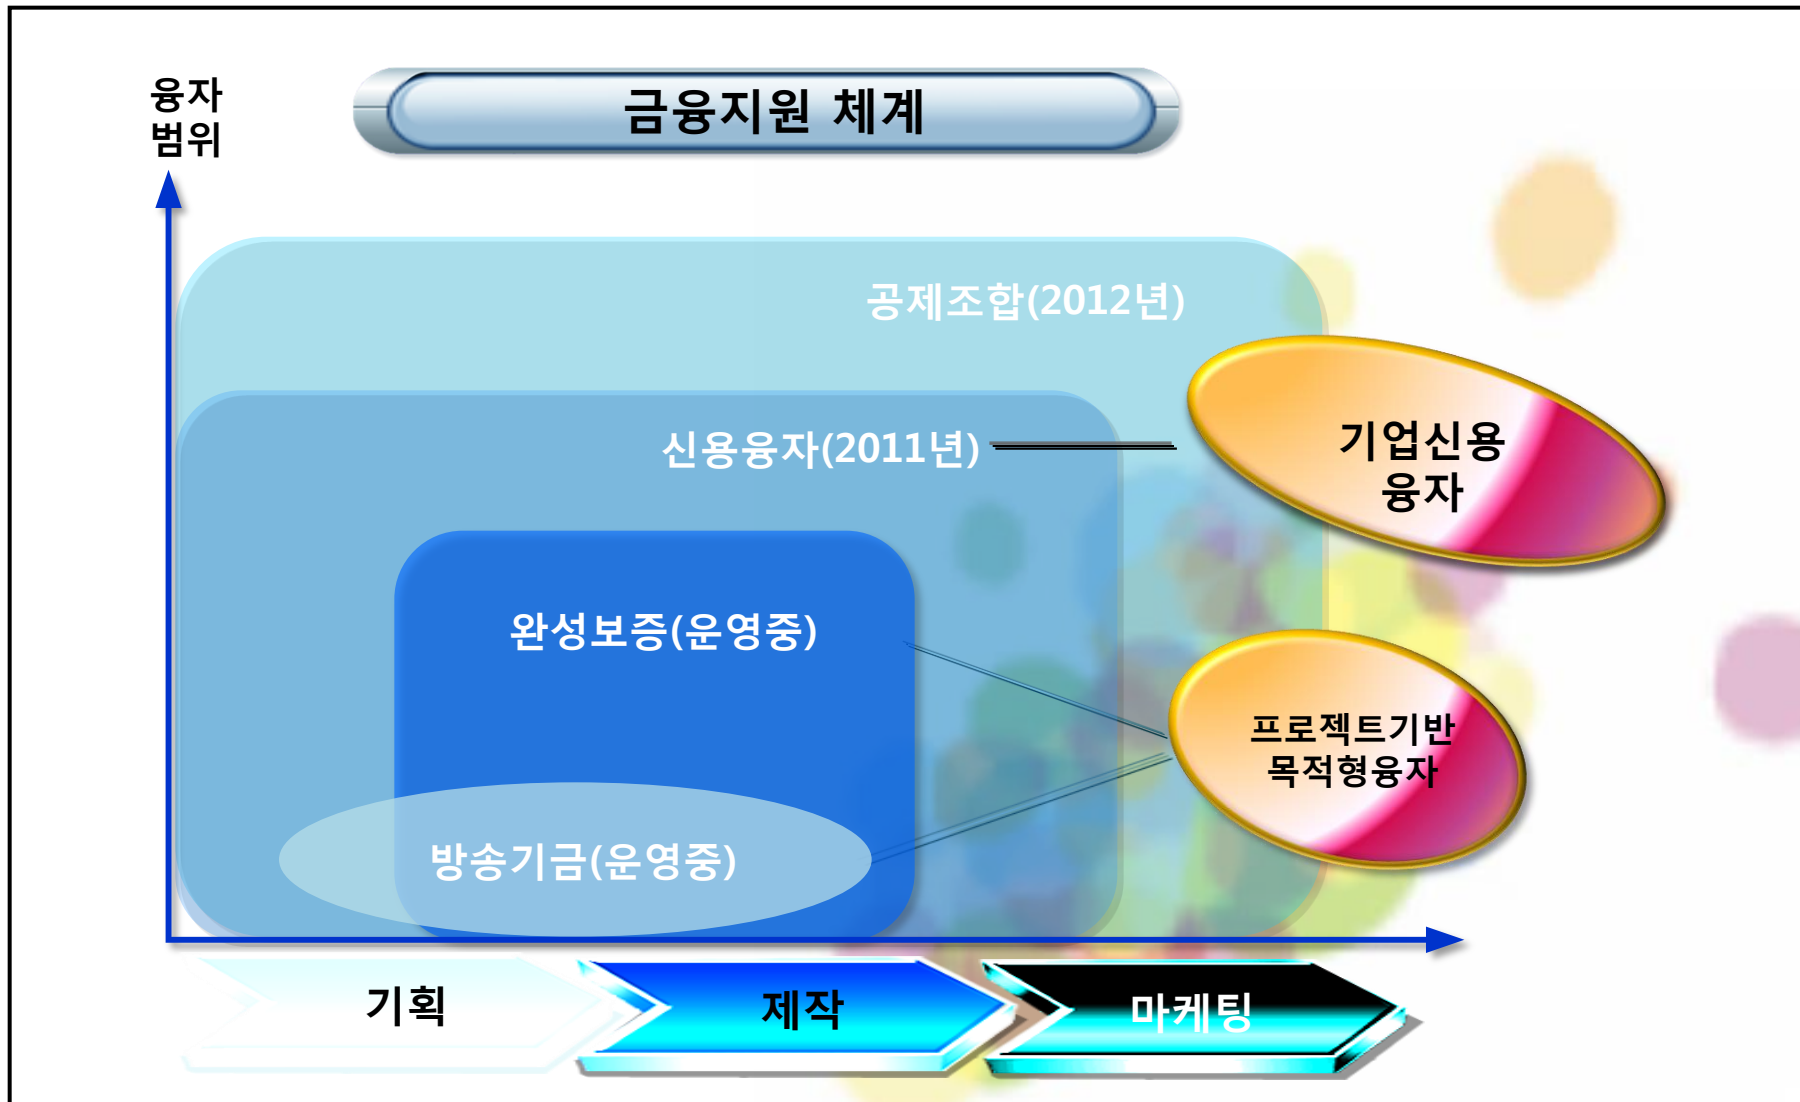 금융지원 체계
융자
범위
공제조합(2012년)
신용융자(2011년)
기업신용
융자
완성보증(운영중)
프로젝트기반
목적형융자
방송기금(운영중)
기획
제작
마케팅